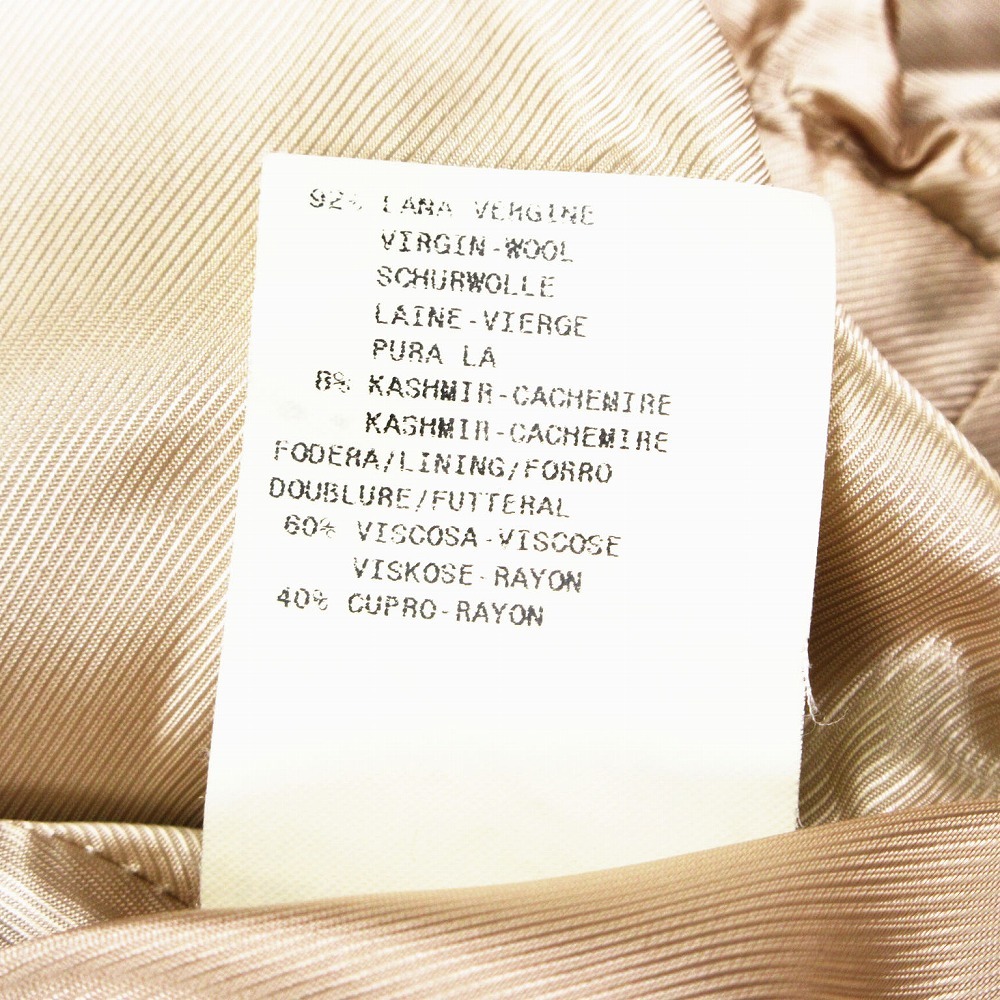 92% LANA VERGINE
VIRGIN-WOOL
SCHURWOLLE
LAINE-VIERGE
PURA LA
8% KASHMIR-CACHEMIRE
KASHMIR-CACHEMIRE
FODERA/LINING/FORRO
DOUBLURE/FUTTERAL
60% VISCOSA-VISCOSE
VISKOSE-RAYON
40% CUPRO-RAYON